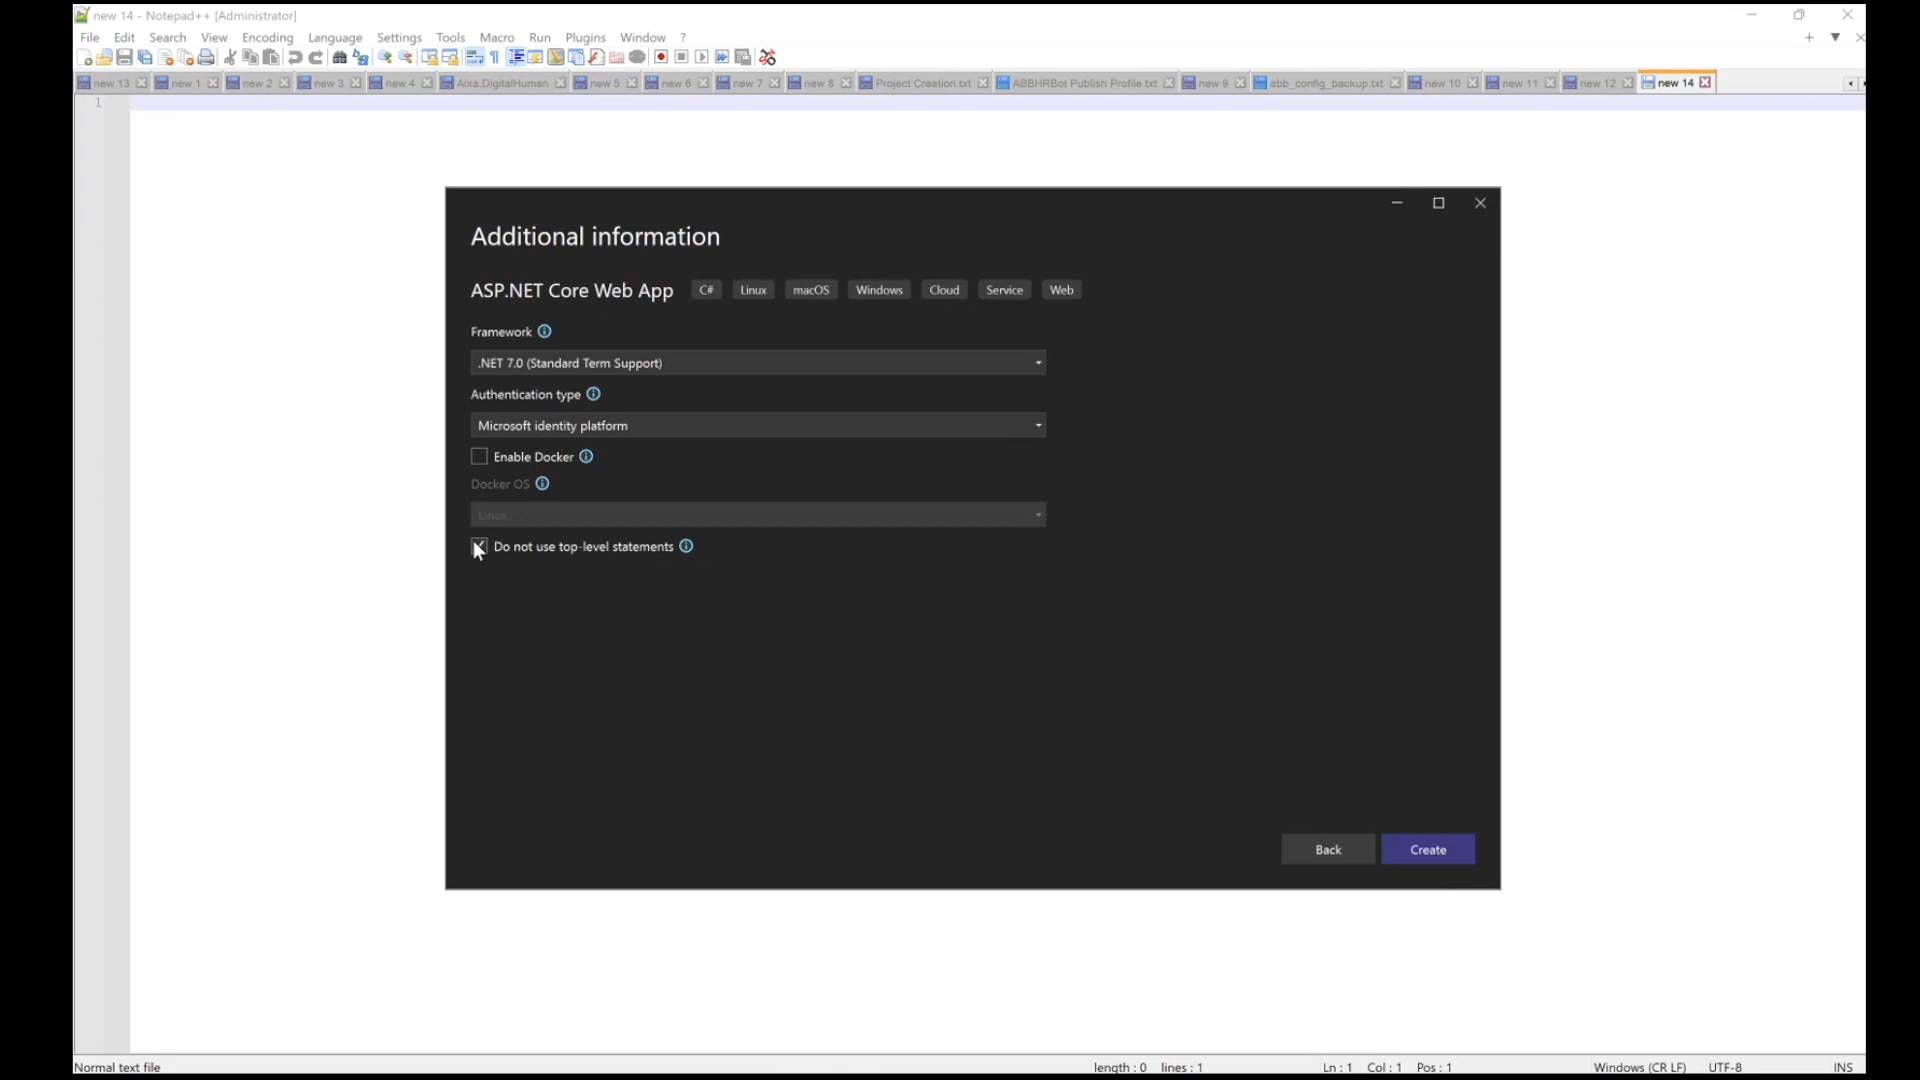 new 14 - Notepad++ [Administrator]
File Edit Search View Encoding Language Settings Tools Macro Run Plugins Window ?
new 13 new 1 new 2 new 3 new 4 Aixa.DigitalHuman new 5 new 6 new 7 new 8 Project Creation.txt ABBHRBot Publish Profile.txt new 9 abb_config_backup.txt new 10 new 11 new 12 new 14
1
Additional information
ASP.NET Core Web App C# Linux macOS Windows Cloud Service Web
Framework
.NET 7.0 (Standard Term Support)
Authentication type
Microsoft identity platform
Enable Docker
Docker OS
Linux
Do not use top-level statements
Back Create
Normal text file length : 0 lines : 1 Ln : 1 Col : 1 Pos : 1 Windows (CR LF) UTF-8 INS